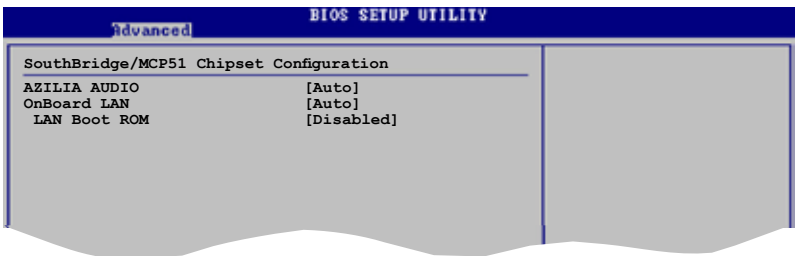 BIOS SETUP UTILITY
Advanced
SouthBridge/MCP51 Chipset Configuration
AZILIA AUDIO [Auto]
OnBoard LAN [Auto]
LAN Boot ROM [Disabled]